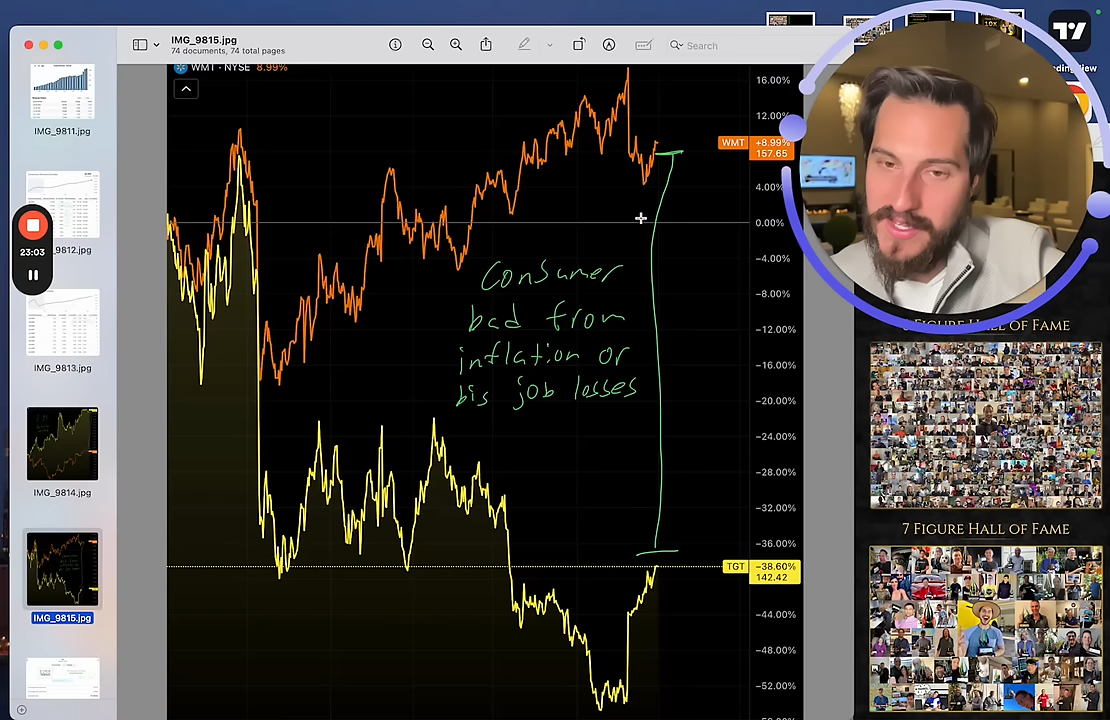 IMG_9815.jpg
74 documents, 74 total pages
Search
WMT · NYSE 8.99%
IMG_9811.jpg
IMG_9812.jpg
23:03
IMG_9813.jpg
IMG_9814.jpg
IMG_9815.jpg
16.00%
12.00%
WMT +8.99%
157.65
4.00%
0.00%
−4.00%
−8.00%
−12.00%
−16.00%
−20.00%
−24.00%
−28.00%
−32.00%
−36.00%
TGT −38.60%
142.42
−44.00%
−48.00%
−52.00%
Consumer
bad from
inflation or
big job losses
Figure Hall of Fame
7 Figure Hall of Fame